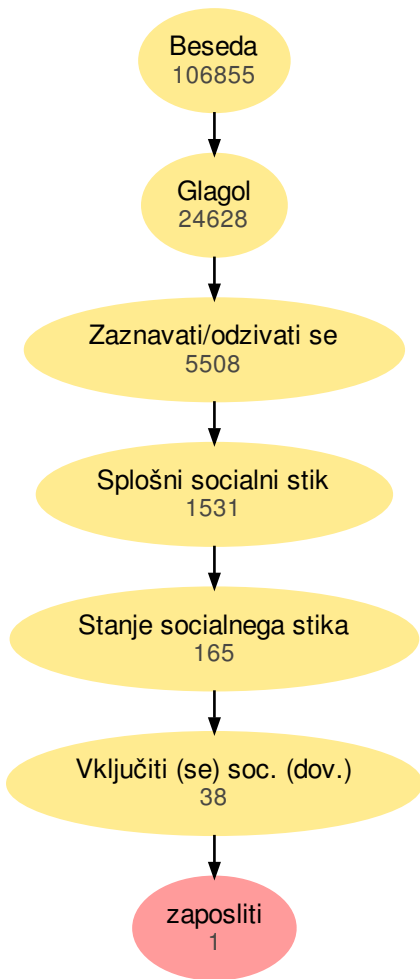 Beseda
106855
Glagol
24628
Zaznavati/odzivati se
5508
Splošni socialni stik
1531
Stanje socialnega stika
165
Vključiti (se) soc. (dov.)
38
zaposliti
1